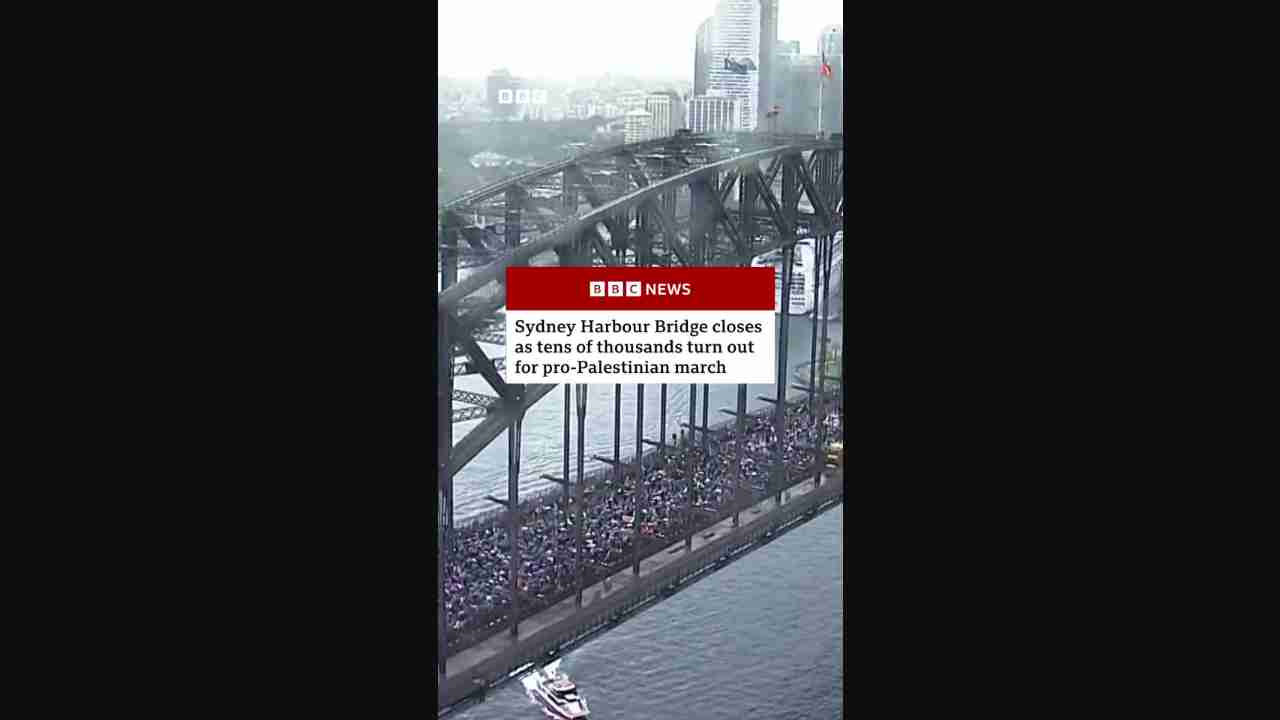 BBC
BBC NEWS
Sydney Harbour Bridge closes
as tens of thousands turn out
for pro-Palestinian march